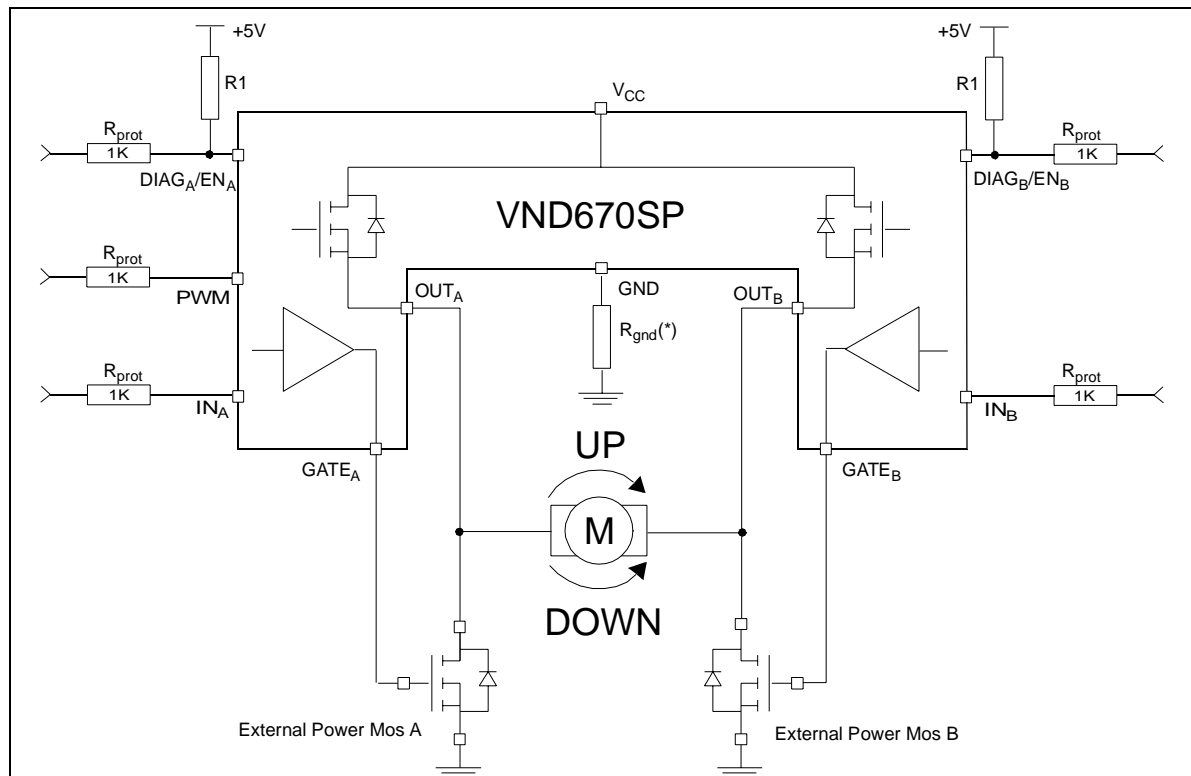 +5V
+5V
R1
R1
VCC
Rprot
1K
Rprot
1K
DIAGA/ENA
DIAGB/ENB
VND670SP
Rprot
1K
PWM
OUTA
GND
OUTB
Rgnd(*)
Rprot
1K
Rprot
1K
INA
INB
GATEA
UP
GATEB
M
DOWN
External Power Mos A
External Power Mos B